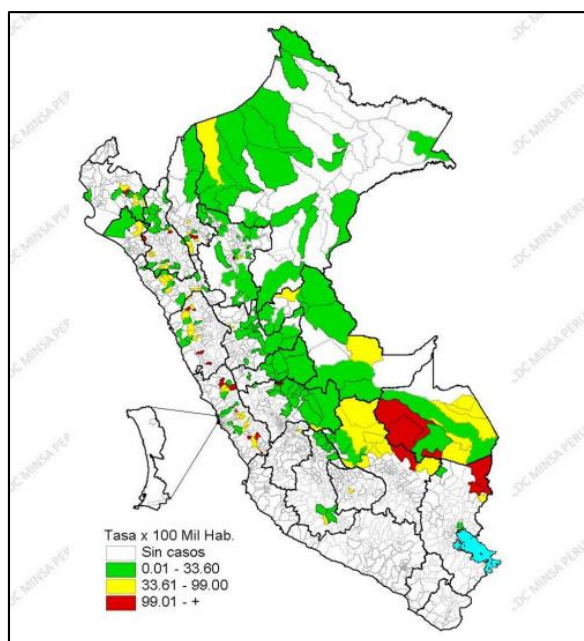 Tasa x 100 Mil Hab.
Sin casos
0.01 - 33.60
33.61 - 99.00
99.01 - +